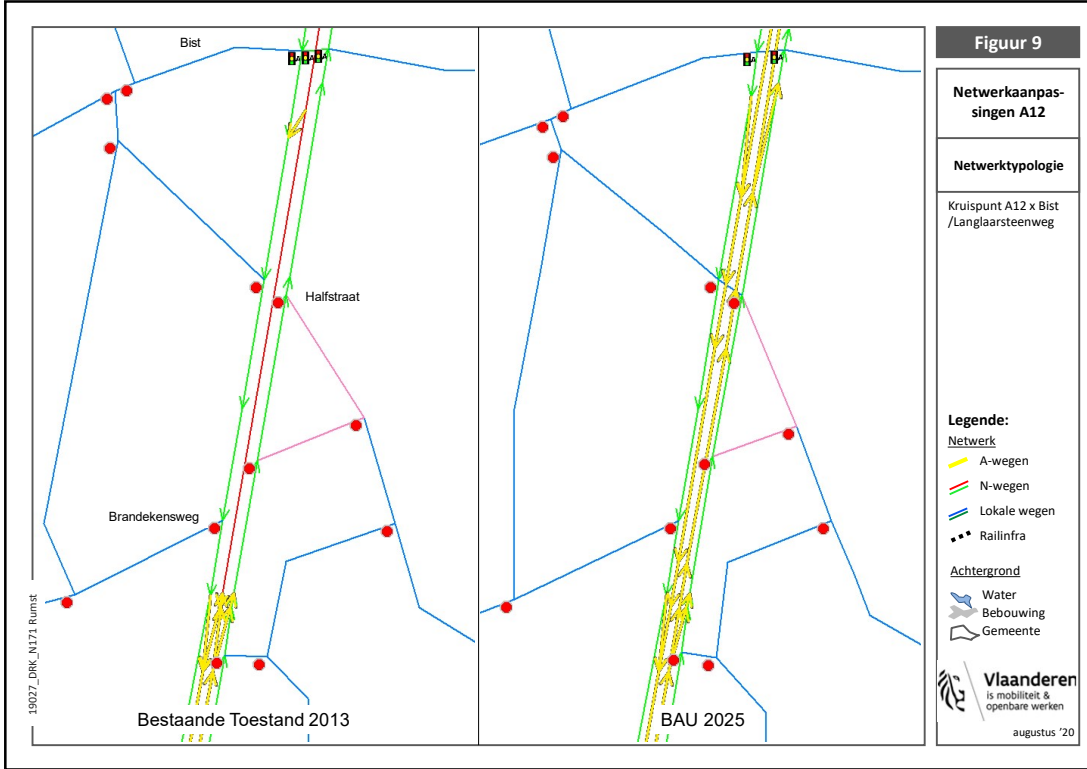 Bist
A A A
Halfstraat
Brandekensweg
19027_DRK_N171 Rumst
Bestaande Toestand 2013
A
A
BAU 2025
Figuur 9
Netwerkaanpas-
singen A12
Netwerktypologie
Kruispunt A12 x Bist
/Langlaarsteenweg
Legende:
Netwerk
A-wegen
N-wegen
Lokale wegen
Railinfra
Achtergrond
Water
Bebouwing
Gemeente
Vlaanderen
is mobiliteit &
openbare werken
augustus '20